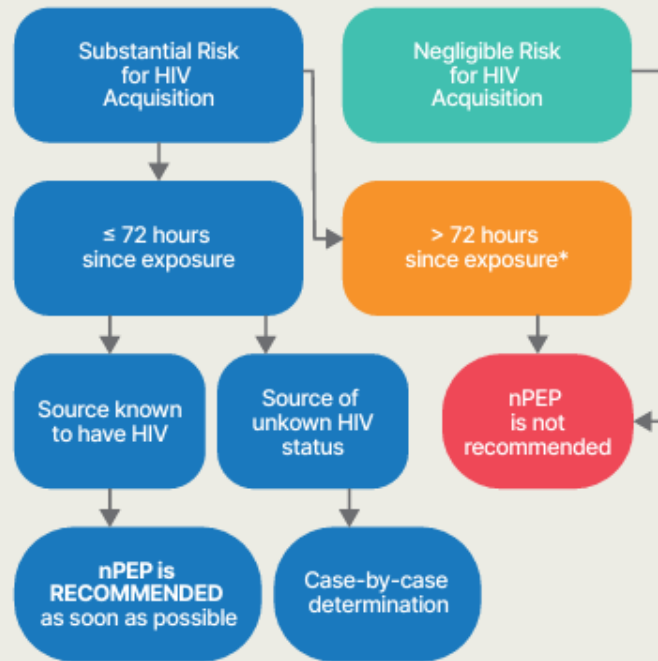 Substantial Risk
for HIV
Acquisition
Negligible Risk
for HIV
Acquisition
≤ 72 hours
since exposure
> 72 hours
since exposure*
Source known
to have HIV
Source of
unkown HIV
status
nPEP
is not
recommended
nPEP is
RECOMMENDED
as soon as possible
Case-by-case
determination